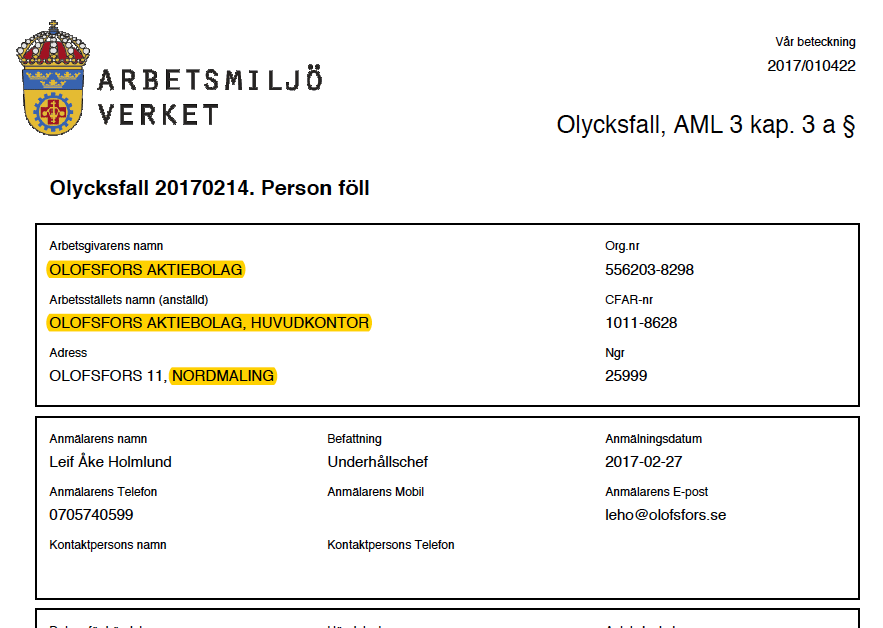 ARBETSMILJÖ
VERKET
Vår beteckning
2017/010422
Olycksfall, AML 3 kap. 3 a §
Olycksfall 20170214. Person föll
Arbetsgivarens namn Org.nr
OLOFSFORS AKTIEBOLAG 556203-8298
Arbetsställets namn (anställd) CFAR-nr
OLOFSFORS AKTIEBOLAG, HUVUDKONTOR 1011-8628
Adress Ngr
OLOFSFORS 11, NORDMALING 25999
Anmälarens namn Befattning Anmälningsdatum
Leif Åke Holmlund Underhållschef 2017-02-27
Anmälarens Telefon Anmälarens Mobil Anmälarens E-post
0705740599 leho@olofsfors.se
Kontaktpersons namn Kontaktpersons Telefon